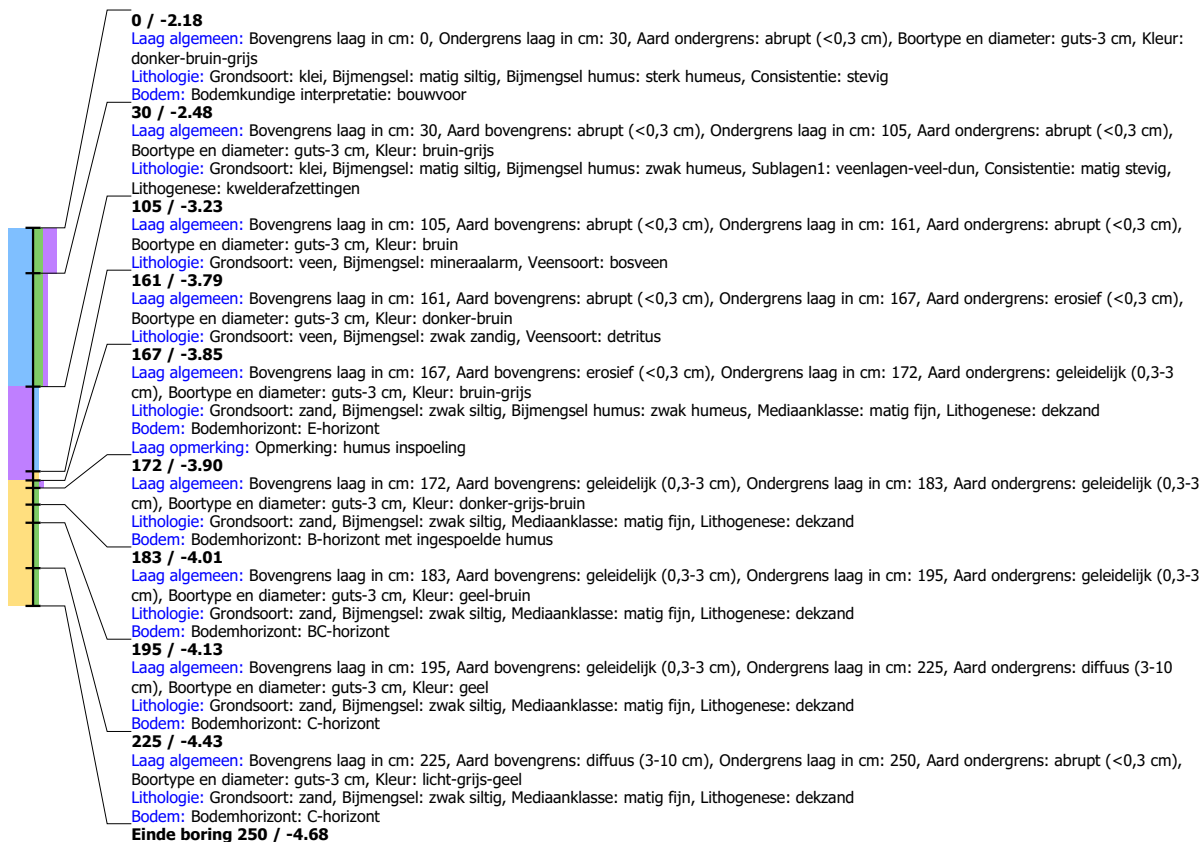 0 / -2.18
Laag algemeen: Bovengrens laag in cm: 0, Ondergrens laag in cm: 30, Aard ondergrens: abrupt (<0,3 cm), Boortype en diameter: guts-3 cm, Kleur:
donker-bruin-grijs
Lithologie: Grondsoort: klei, Bijmengsel: matig siltig, Bijmengsel humus: sterk humeus, Consistentie: stevig
Bodem: Bodemkundige interpretatie: bouwvoor
30 / -2.48
Laag algemeen: Bovengrens laag in cm: 30, Aard bovengrens: abrupt (<0,3 cm), Ondergrens laag in cm: 105, Aard ondergrens: abrupt (<0,3 cm),
Boortype en diameter: guts-3 cm, Kleur: bruin-grijs
Lithologie: Grondsoort: klei, Bijmengsel: matig siltig, Bijmengsel humus: zwak humeus, Sublagen1: veenlagen-veel-dun, Consistentie: matig stevig,
Lithogenese: kwelderafzettingen
105 / -3.23
Laag algemeen: Bovengrens laag in cm: 105, Aard bovengrens: abrupt (<0,3 cm), Ondergrens laag in cm: 161, Aard ondergrens: abrupt (<0,3 cm),
Boortype en diameter: guts-3 cm, Kleur: bruin
Lithologie: Grondsoort: veen, Bijmengsel: mineraalarm, Veensoort: bosveen
161 / -3.79
Laag algemeen: Bovengrens laag in cm: 161, Aard bovengrens: abrupt (<0,3 cm), Ondergrens laag in cm: 167, Aard ondergrens: erosief (<0,3 cm),
Boortype en diameter: guts-3 cm, Kleur: donker-bruin
Lithologie: Grondsoort: veen, Bijmengsel: zwak zandig, Veensoort: detritus
167 / -3.85
Laag algemeen: Bovengrens laag in cm: 167, Aard bovengrens: erosief (<0,3 cm), Ondergrens laag in cm: 172, Aard ondergrens: geleidelijk (0,3-3
cm), Boortype en diameter: guts-3 cm, Kleur: bruin-grijs
Lithologie: Grondsoort: zand, Bijmengsel: zwak siltig, Bijmengsel humus: zwak humeus, Mediaanklasse: matig fijn, Lithogenese: dekzand
Bodem: Bodemhorizont: E-horizont
Laag opmerking: Opmerking: humus inspoeling
172 / -3.90
Laag algemeen: Bovengrens laag in cm: 172, Aard bovengrens: geleidelijk (0,3-3 cm), Ondergrens laag in cm: 183, Aard ondergrens: geleidelijk (0,3-3
cm), Boortype en diameter: guts-3 cm, Kleur: donker-grijs-bruin
Lithologie: Grondsoort: zand, Bijmengsel: zwak siltig, Mediaanklasse: matig fijn, Lithogenese: dekzand
Bodem: Bodemhorizont: B-horizont met ingespoelde humus
183 / -4.01
Laag algemeen: Bovengrens laag in cm: 183, Aard bovengrens: geleidelijk (0,3-3 cm), Ondergrens laag in cm: 195, Aard ondergrens: geleidelijk (0,3-3
cm), Boortype en diameter: guts-3 cm, Kleur: geel-bruin
Lithologie: Grondsoort: zand, Bijmengsel: zwak siltig, Mediaanklasse: matig fijn, Lithogenese: dekzand
Bodem: Bodemhorizont: BC-horizont
195 / -4.13
Laag algemeen: Bovengrens laag in cm: 195, Aard bovengrens: geleidelijk (0,3-3 cm), Ondergrens laag in cm: 225, Aard ondergrens: diffuus (3-10
cm), Boortype en diameter: guts-3 cm, Kleur: geel
Lithologie: Grondsoort: zand, Bijmengsel: zwak siltig, Mediaanklasse: matig fijn, Lithogenese: dekzand
Bodem: Bodemhorizont: C-horizont
225 / -4.43
Laag algemeen: Bovengrens laag in cm: 225, Aard bovengrens: diffuus (3-10 cm), Ondergrens laag in cm: 250, Aard ondergrens: abrupt (<0,3 cm),
Boortype en diameter: guts-3 cm, Kleur: licht-grijs-geel
Lithologie: Grondsoort: zand, Bijmengsel: zwak siltig, Mediaanklasse: matig fijn, Lithogenese: dekzand
Bodem: Bodemhorizont: C-horizont
Einde boring 250 / -4.68